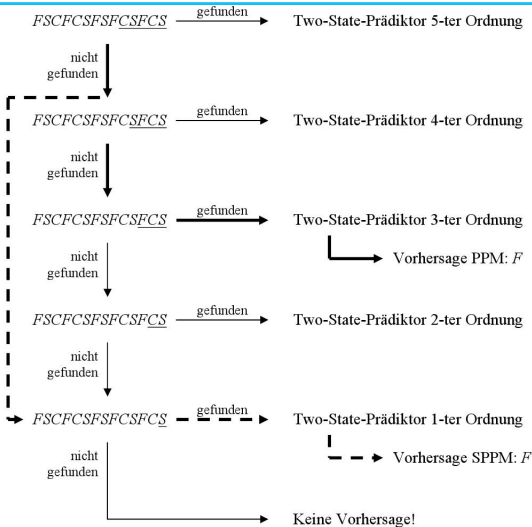 FSCFCSFSFCSFCS gefunden Two-State-Prädiktor 5-ter Ordnung
nicht
gefunden
FSCFCSFSFCSFCS gefunden Two-State-Prädiktor 4-ter Ordnung
nicht
gefunden
FSCFCSFSFCSFCS gefunden Two-State-Prädiktor 3-ter Ordnung
nicht
gefunden
Vorhersage PPM: F
FSCFCSFSFCSFCS gefunden Two-State-Prädiktor 2-ter Ordnung
nicht
gefunden
FSCFCSFSFCSFCS gefunden Two-State-Prädiktor 1-ter Ordnung
nicht
gefunden
Vorhersage SPPM: F
Keine Vorhersage!